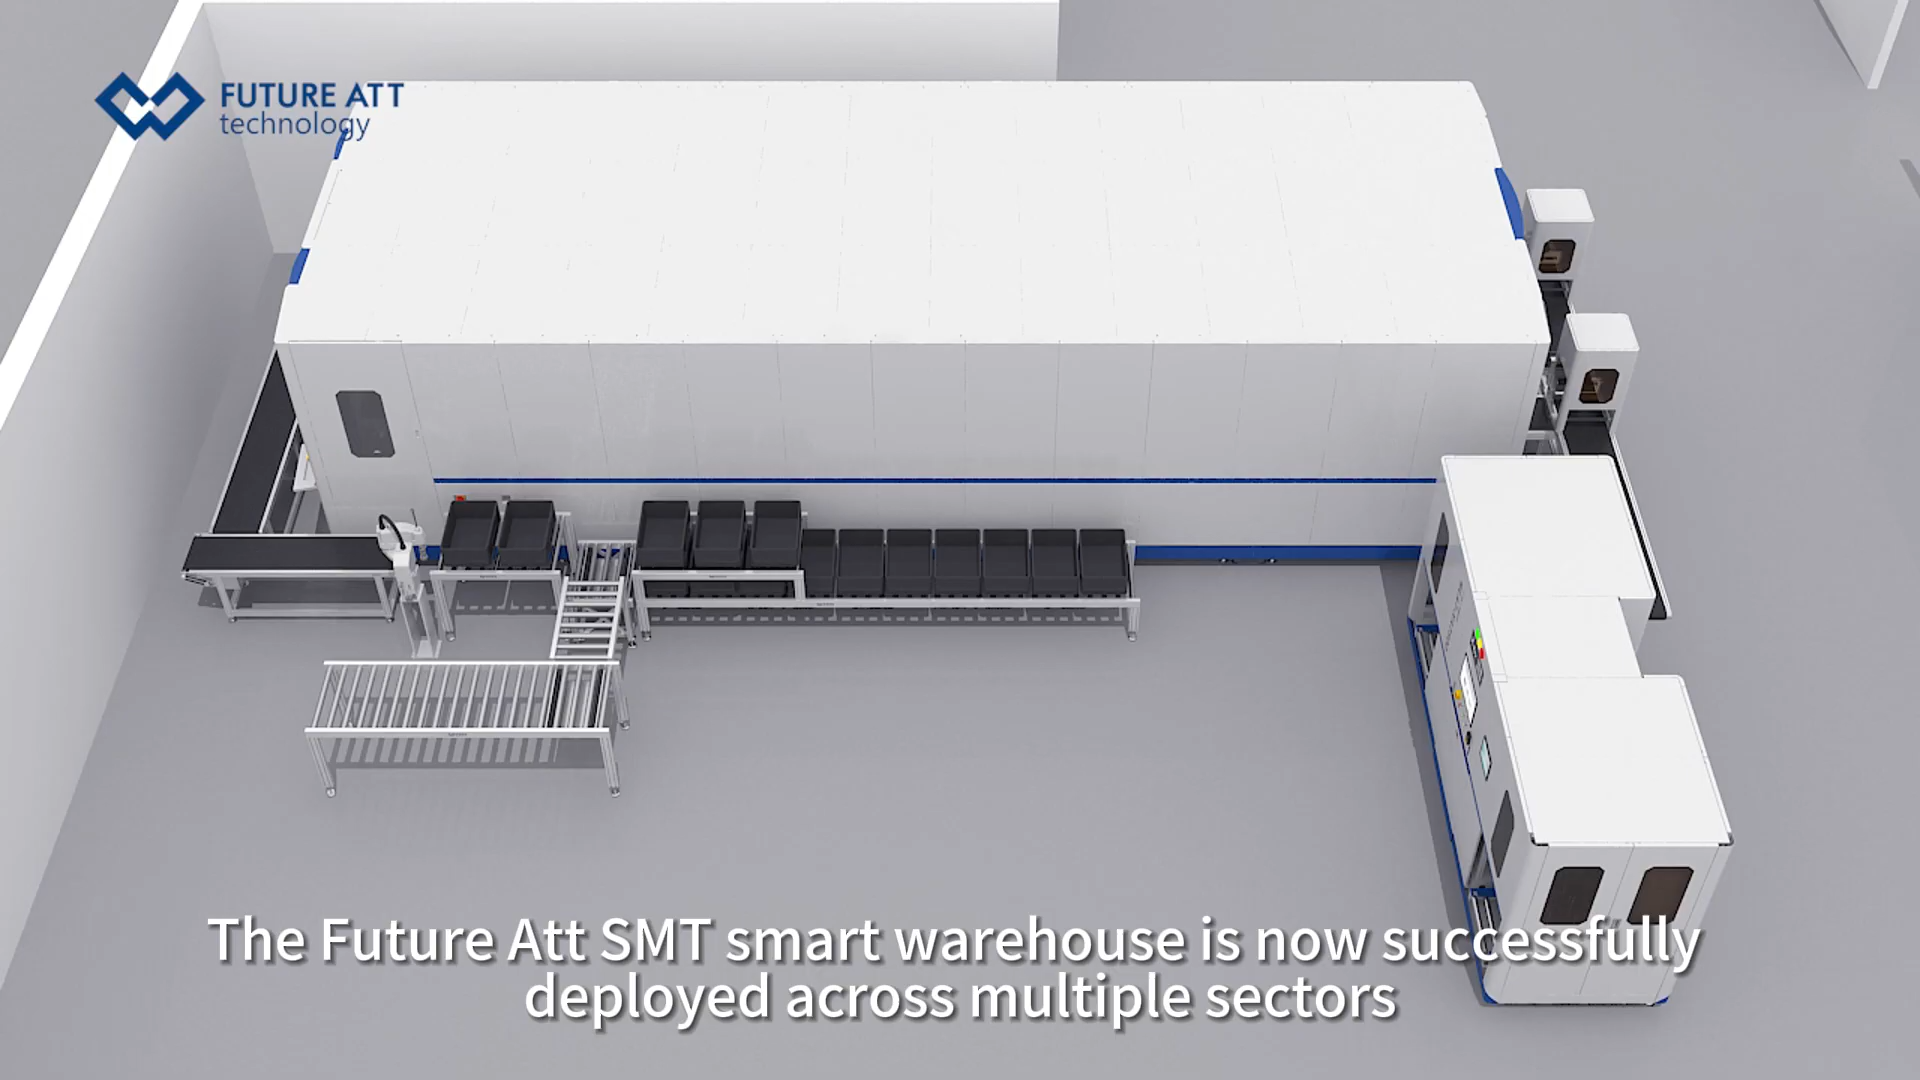 FUTURE ATT
technology
The Future Att SMT smart warehouse is now successfully
deployed across multiple sectors